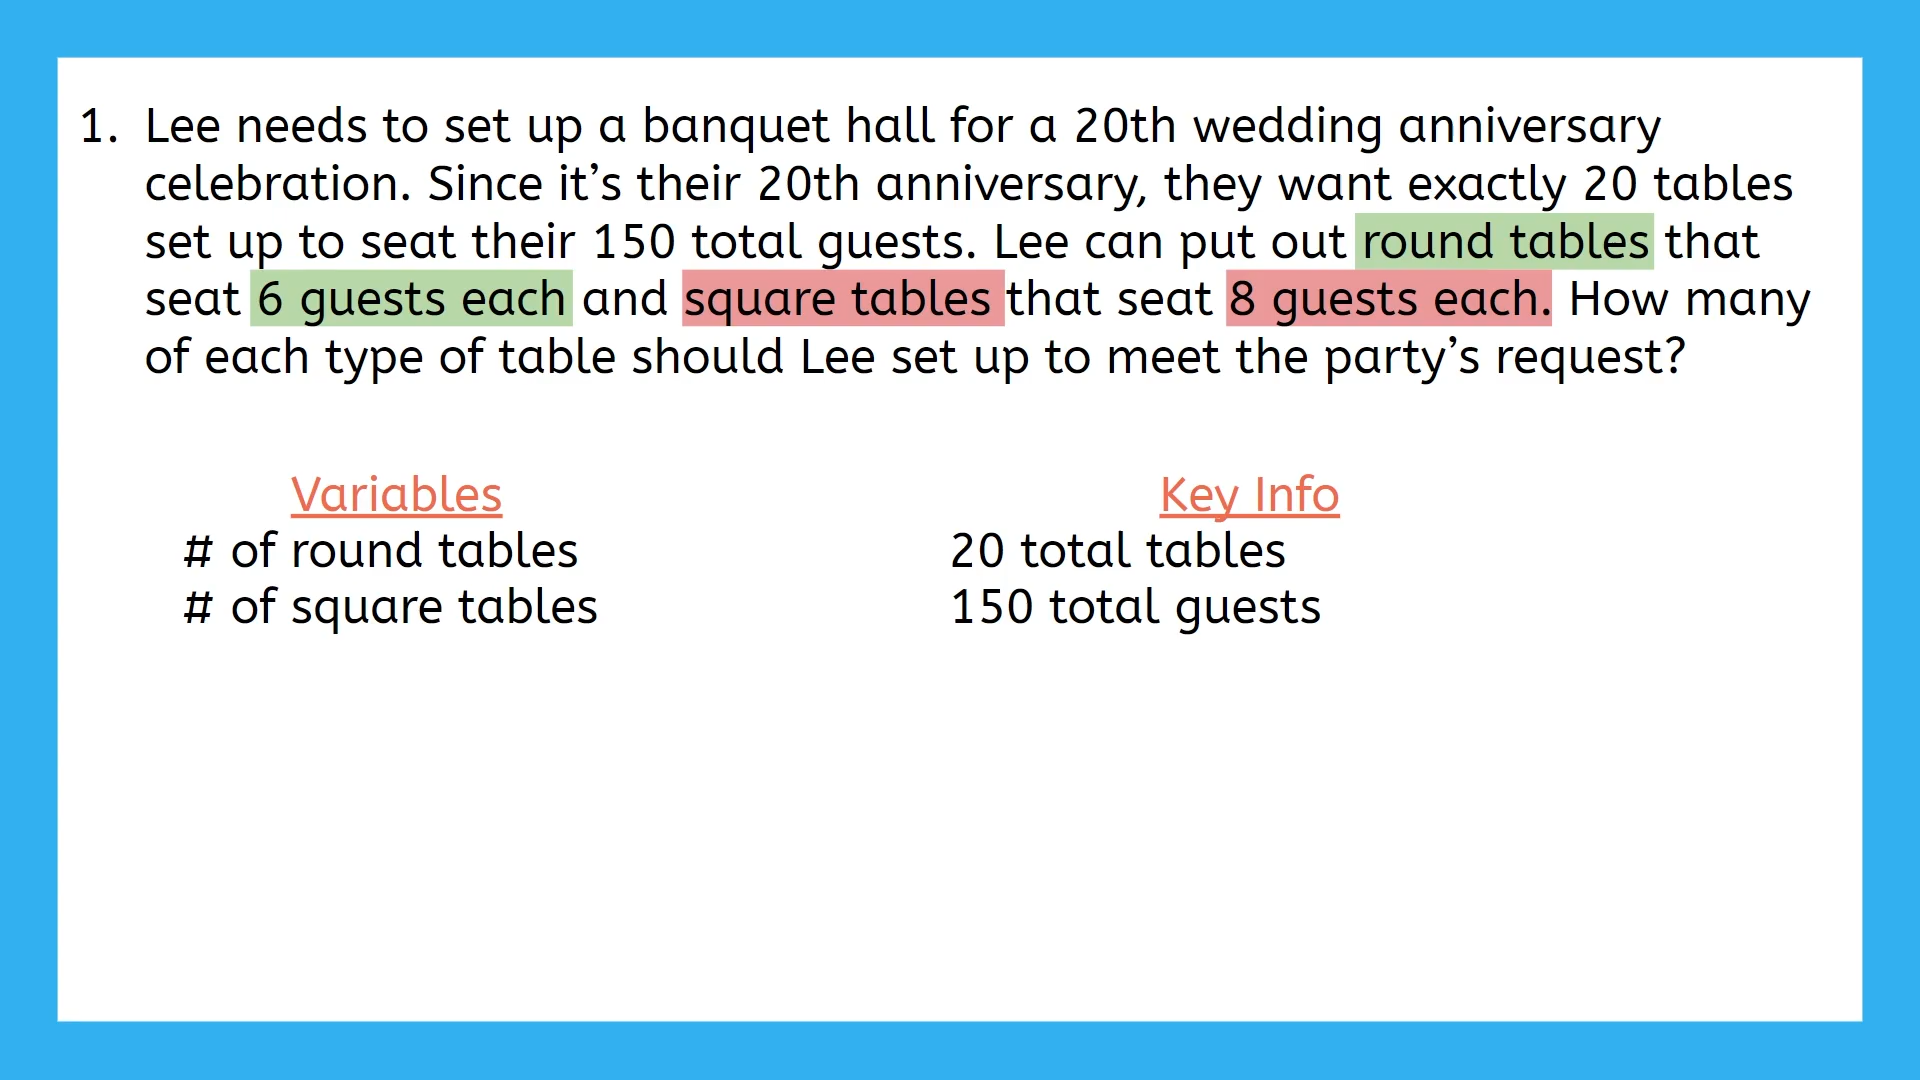 1. Lee needs to set up a banquet hall for a 20th wedding anniversary
celebration. Since it’s their 20th anniversary, they want exactly 20 tables
set up to seat their 150 total guests. Lee can put out round tables that
seat 6 guests each and square tables that seat 8 guests each. How many
of each type of table should Lee set up to meet the party’s request?
Variables
# of round tables
# of square tables
Key Info
20 total tables
150 total guests